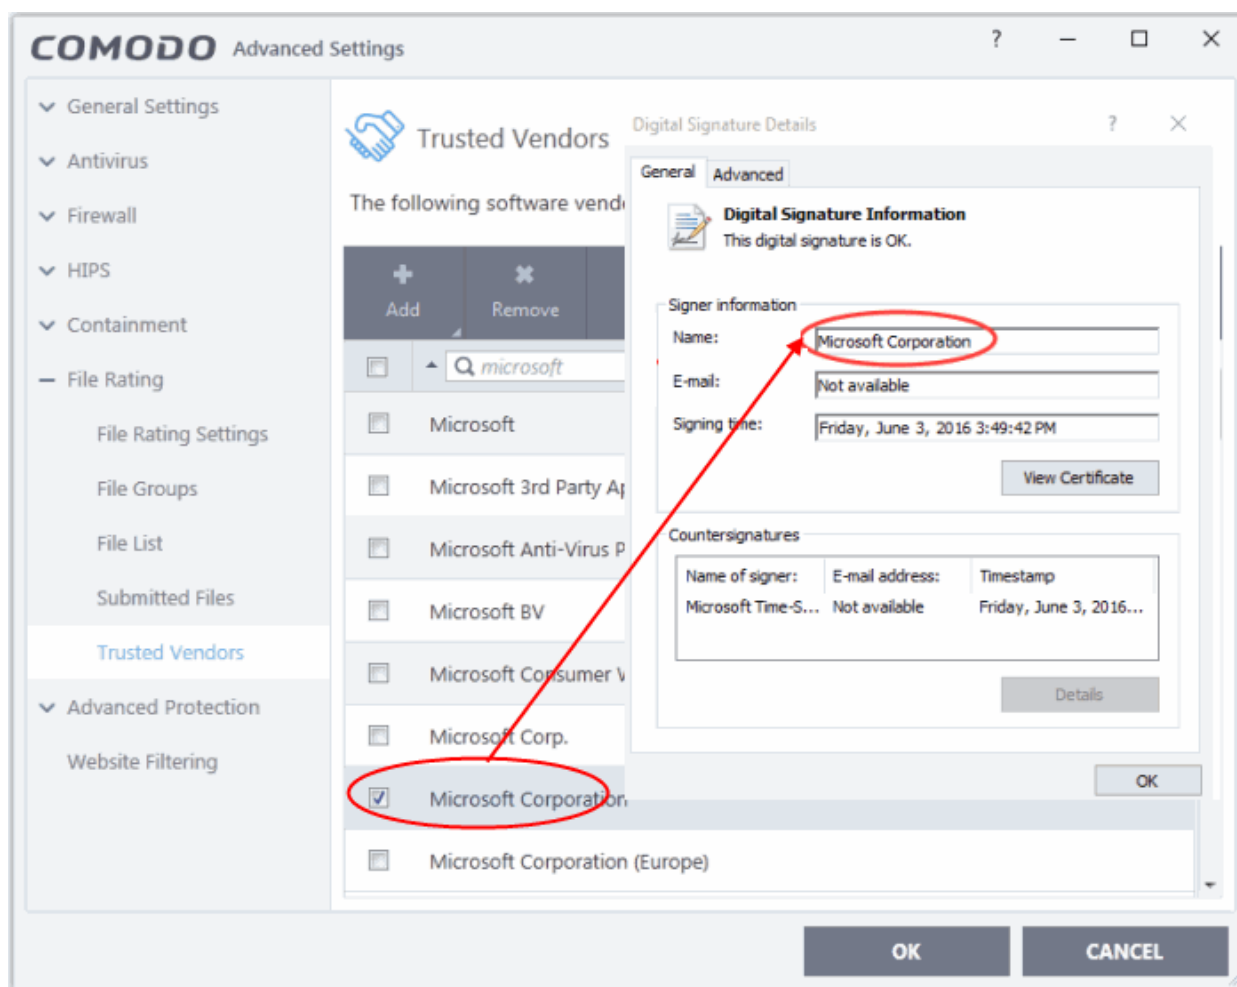 COMODO Advanced Settings
?
General Settings
Antivirus
Firewall
HIPS
Containment
File Rating
File Rating Settings
File Groups
File List
Submitted Files
Trusted Vendors
Advanced Protection
Website Filtering
Trusted Vendors
The following software vend
Add
Remove
microsoft
Microsoft
Microsoft 3rd Party Ap
Microsoft Anti-Virus P
Microsoft BV
Microsoft Consumer V
Microsoft Corp.
Microsoft Corporation
Microsoft Corporation (Europe)
Digital Signature Details
?
General
Advanced
Digital Signature Information
This digital signature is OK.
Signer information
Name: Microsoft Corporation
E-mail: Not available
Signing time: Friday, June 3, 2016 3:49:42 PM
View Certificate
Countersignatures
Name of signer: E-mail address: Timestamp
Microsoft Time-S... Not available Friday, June 3, 2016...
Details
OK
OK
CANCEL